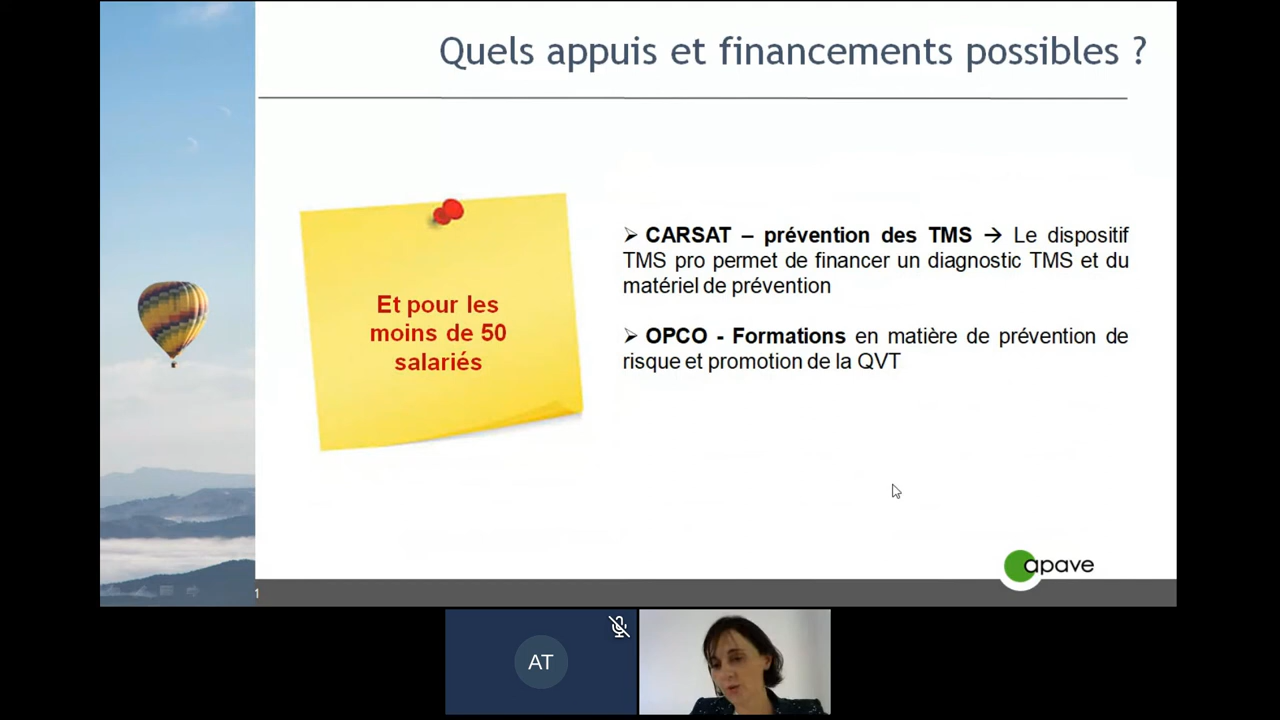 Quels appuis et financements possibles ?
Et pour les
moins de 50
salariés
➢ CARSAT – prévention des TMS → Le dispositif
TMS pro permet de financer un diagnostic TMS et du
matériel de prévention
➢ OPCO - Formations en matière de prévention de
risque et promotion de la QVT
apave
1
AT